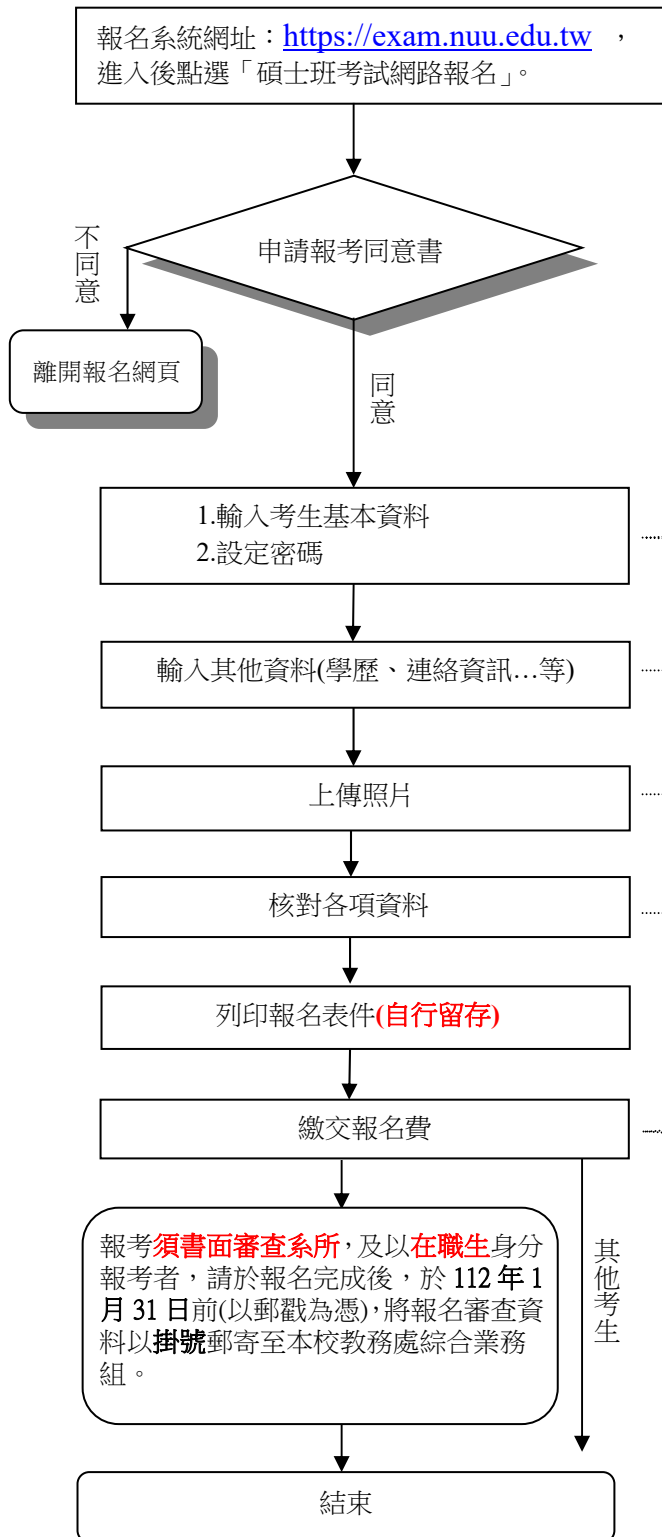 報名系統網址：https://exam.nuu.edu.tw ，
進入後點選「碩士班考試網路報名」。
申請報考同意書
不同意
離開報名網頁
同意
1.輸入考生基本資料
2.設定密碼
輸入其他資料(學歷、連絡資訊…等)
上傳照片
核對各項資料
列印報名表件(自行留存)
繳交報名費
報考須書面審查系所，及以在職生身分
報考者，請於報名完成後，於 112 年 1
月 31 日前(以郵戳為憑)，將報名審查資
料以掛號郵寄至本校教務處綜合業務
組。
其他考生
結束